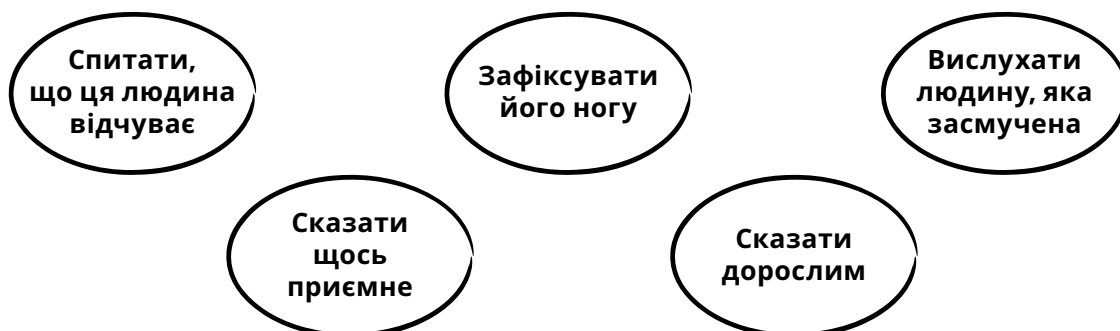 Спитати,
що ця людина
відчуває
Зафіксувати
його ногу
Вислухати
людину, яка
засмучена
Сказати
щось
приємне
Сказати
дорослим